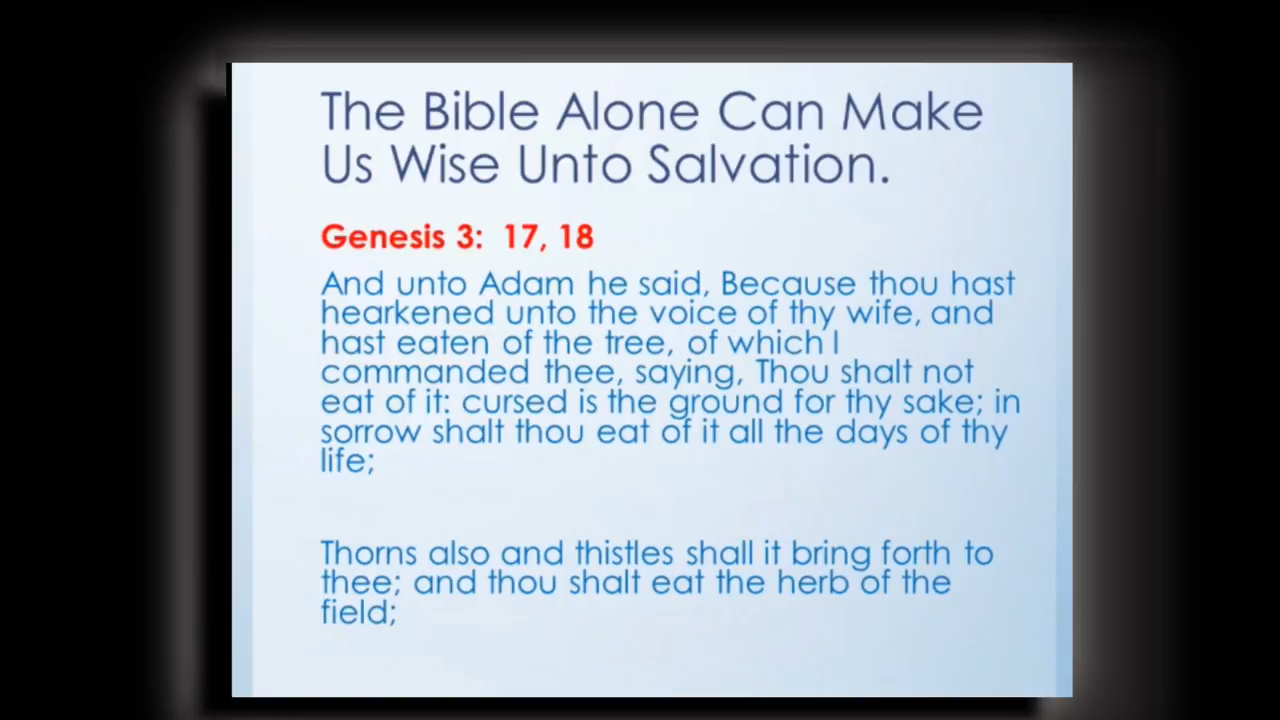 The Bible Alone Can Make
Us Wise Unto Salvation.
Genesis 3:  17, 18
And unto Adam he said, Because thou hast
hearkened unto the voice of thy wife, and
hast eaten of the tree, of which I
commanded thee, saying, Thou shalt not
eat of it: cursed is the ground for thy sake; in
sorrow shalt thou eat of it all the days of thy
life;
Thorns also and thistles shall it bring forth to
thee; and thou shalt eat the herb of the
field;